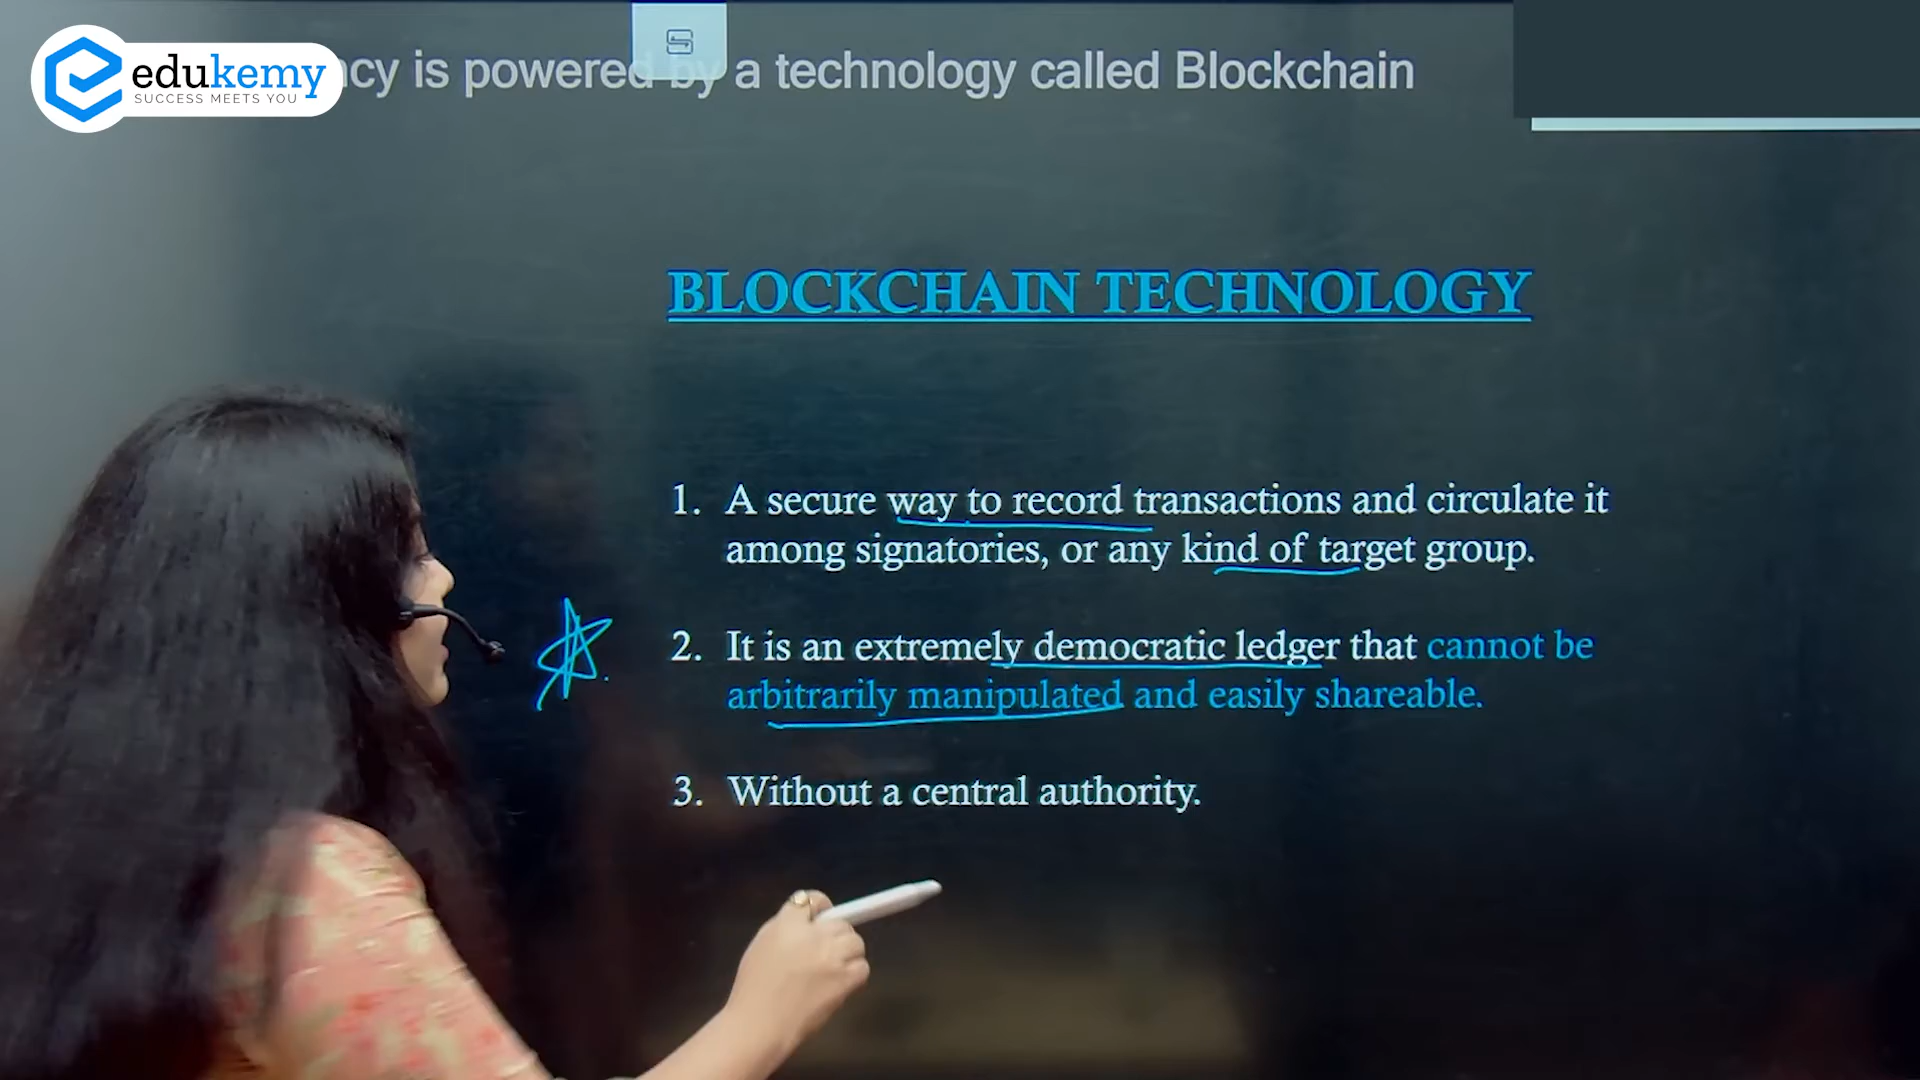 edukemy
SUCCESS MEETS YOU
is powered by a technology called Blockchain
BLOCKCHAIN TECHNOLOGY
1. A secure way to record transactions and circulate it
among signatories, or any kind of target group.
2. It is an extremely democratic ledger that cannot be
arbitrarily manipulated and easily shareable.
3. Without a central authority.